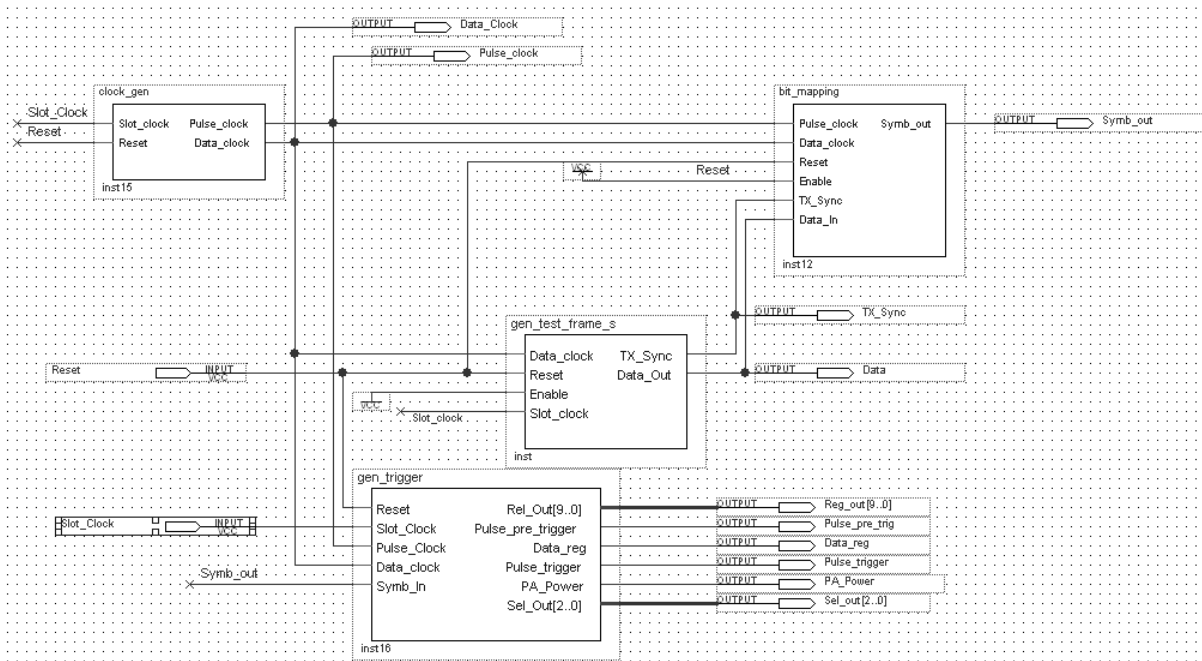 OUTPUT Data_Clock
OUTPUT Pulse_clock
clock_gen
Slot_Clock
Reset
Slot_clock Pulse_clock
Reset Data_clock
inst15
bit_mapping
Pulse_clock Symb_out
Data_clock
Reset
Enable
TX_Sync
Data_In
inst12
OUTPUT Symb_out
VCC
Reset
OUTPUT TX_Sync
OUTPUT Data
gen_test_frame_s
Data_clock TX_Sync
Reset Data_Out
Enable
Slot_clock
inst
Reset INPUT
VCC
VCC
Slot_clock
gen_trigger
Reset Rel_Out[9..0]
Slot_Clock Pulse_pre_trigger
Pulse_Clock Data_reg
Data_clock Pulse_trigger
Symb_In PA_Power
Sel_Out[2..0]
inst16
Slot_Clock INPUT
VCC
Symb_out
OUTPUT Reg_out[9..0]
OUTPUT Pulse_pre_trig
OUTPUT Data_reg
OUTPUT Pulse_trigger
OUTPUT PA_Power
OUTPUT Sel_out[2..0]